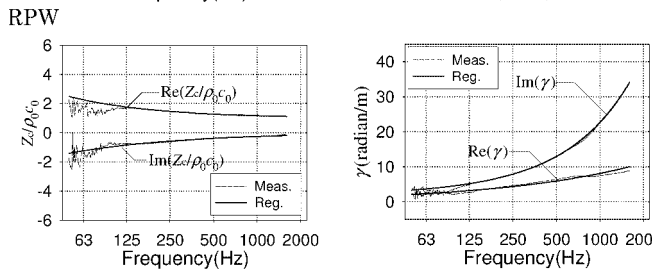 RPW
6
4
2
0
-2
-4
-6
Zc/ρ0c0
Re(Zc/ρ0c0)
Im(Zc/ρ0c0)
Meas.
Reg.
63 125 250 500 1000 2000
Frequency(Hz)
40
30
20
10
0
γ(radian/m)
Meas.
Reg.
Im(γ)
Re(γ)
63 125 250 500 1000 2000
Frequency(Hz)